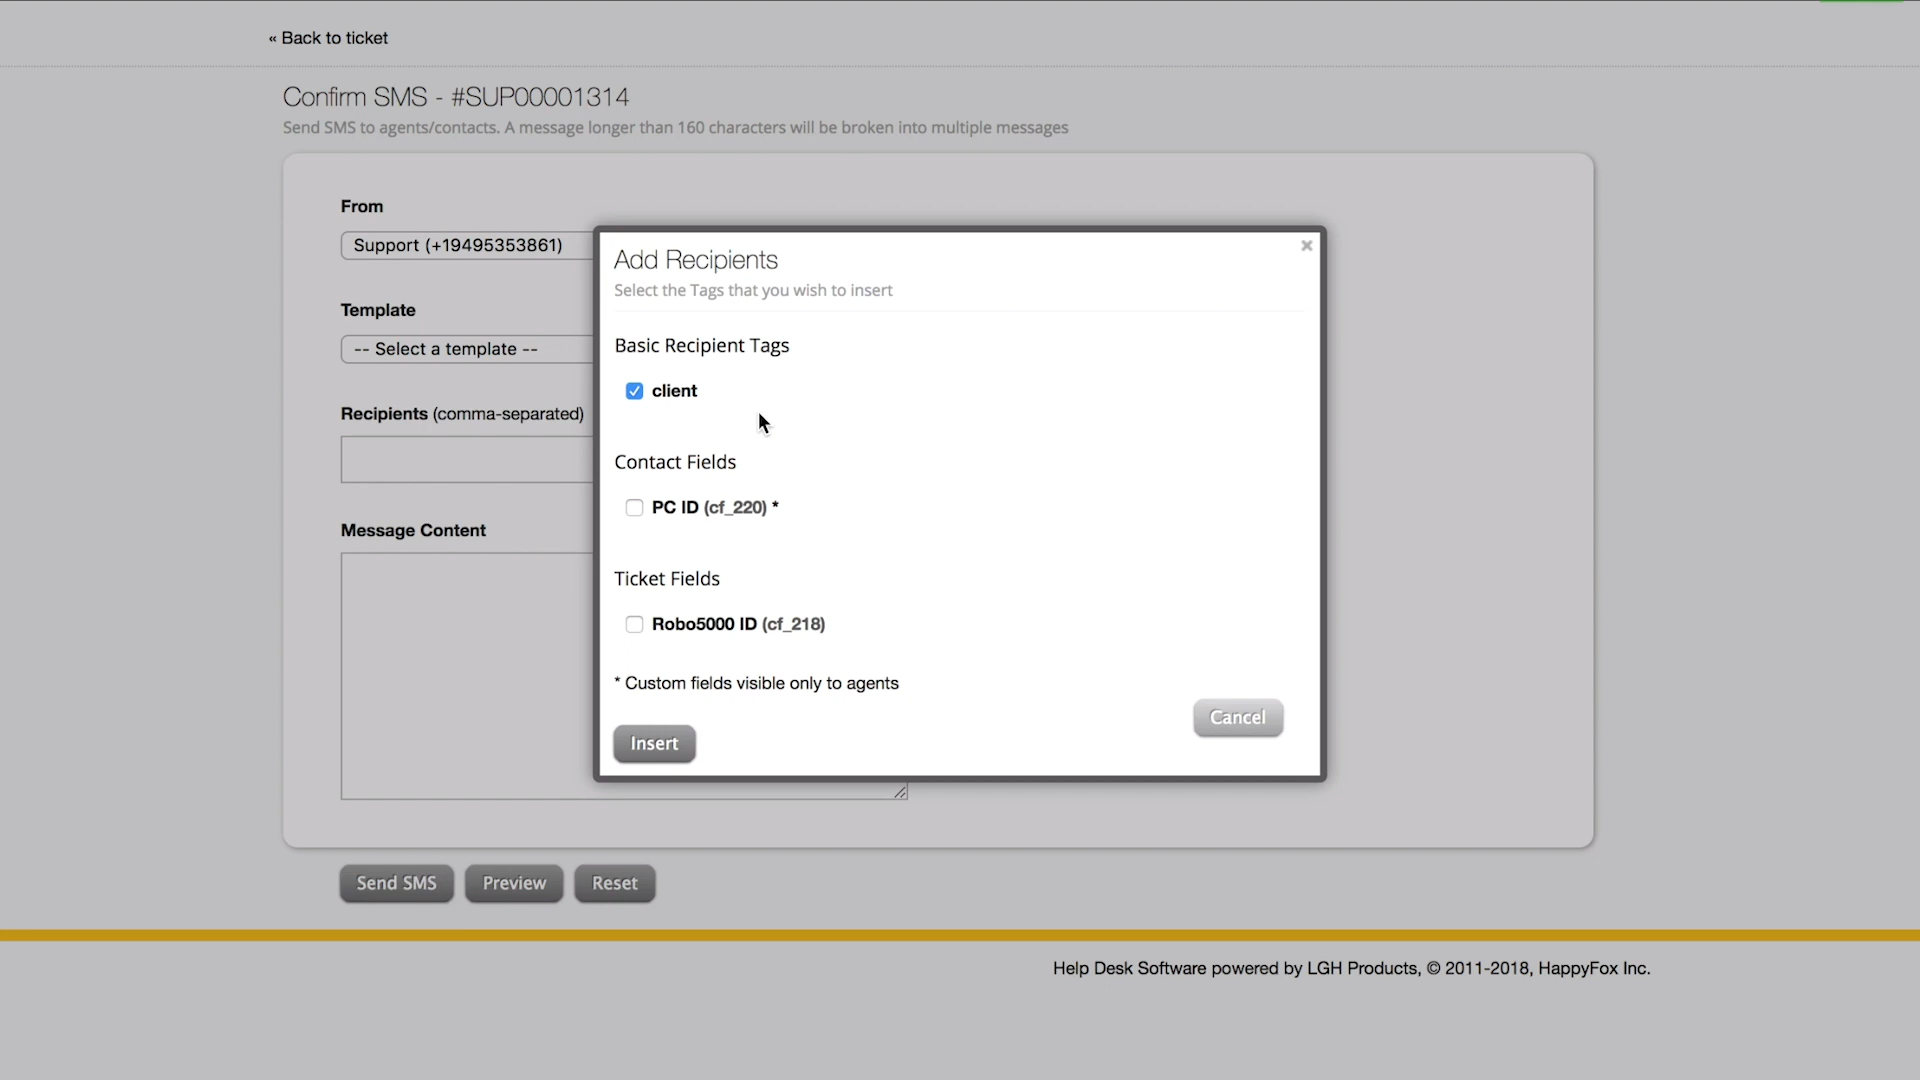 « Back to ticket
Confirm SMS - #SUP00001314
Send SMS to agents/contacts. A message longer than 160 characters will be broken into multiple messages
From
Support (+19495353861)
Template
-- Select a template --
Recipients (comma-separated)
Message Content
Add Recipients
Select the Tags that you wish to insert
Basic Recipient Tags
client
Contact Fields
PC ID (cf_220) *
Ticket Fields
Robo5000 ID (cf_218)
* Custom fields visible only to agents
Cancel
Insert
Send SMS Preview Reset
Help Desk Software powered by LGH Products, © 2011-2018, HappyFox Inc.